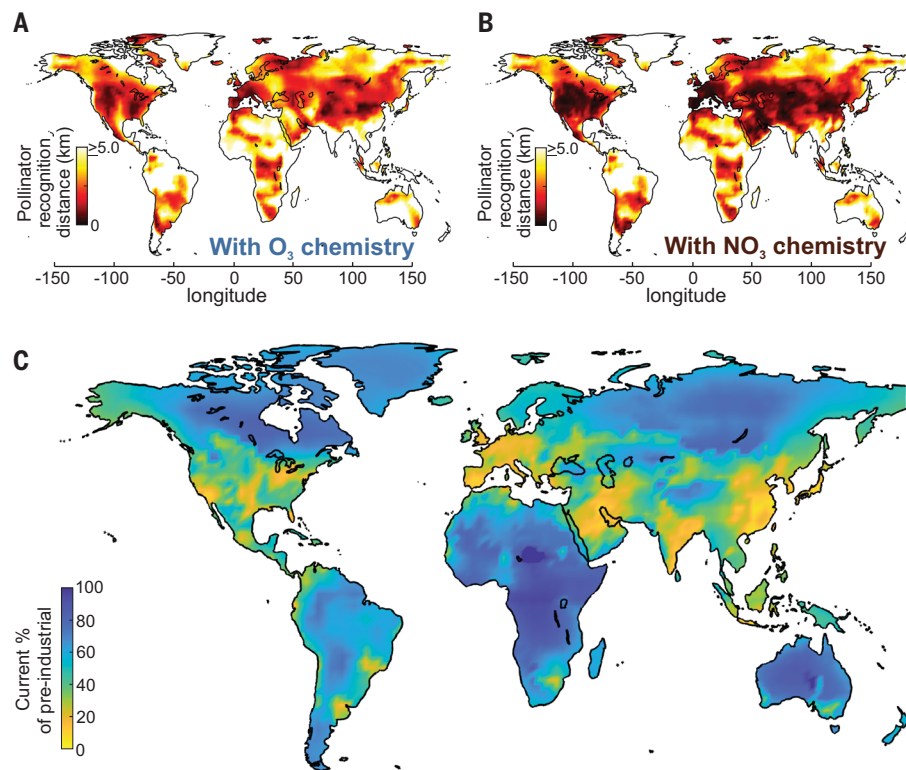 A
Pollinator
recognition
distance (km)
>5.0
0
With O₃ chemistry
-150 -100 -50 0 50 100 150
longitude
B
Pollinator
recognition
distance (km)
>5.0
0
With NO₃ chemistry
-150 -100 -50 0 50 100 150
longitude
C
Current %
of pre-industrial
100
80
60
40
20
0